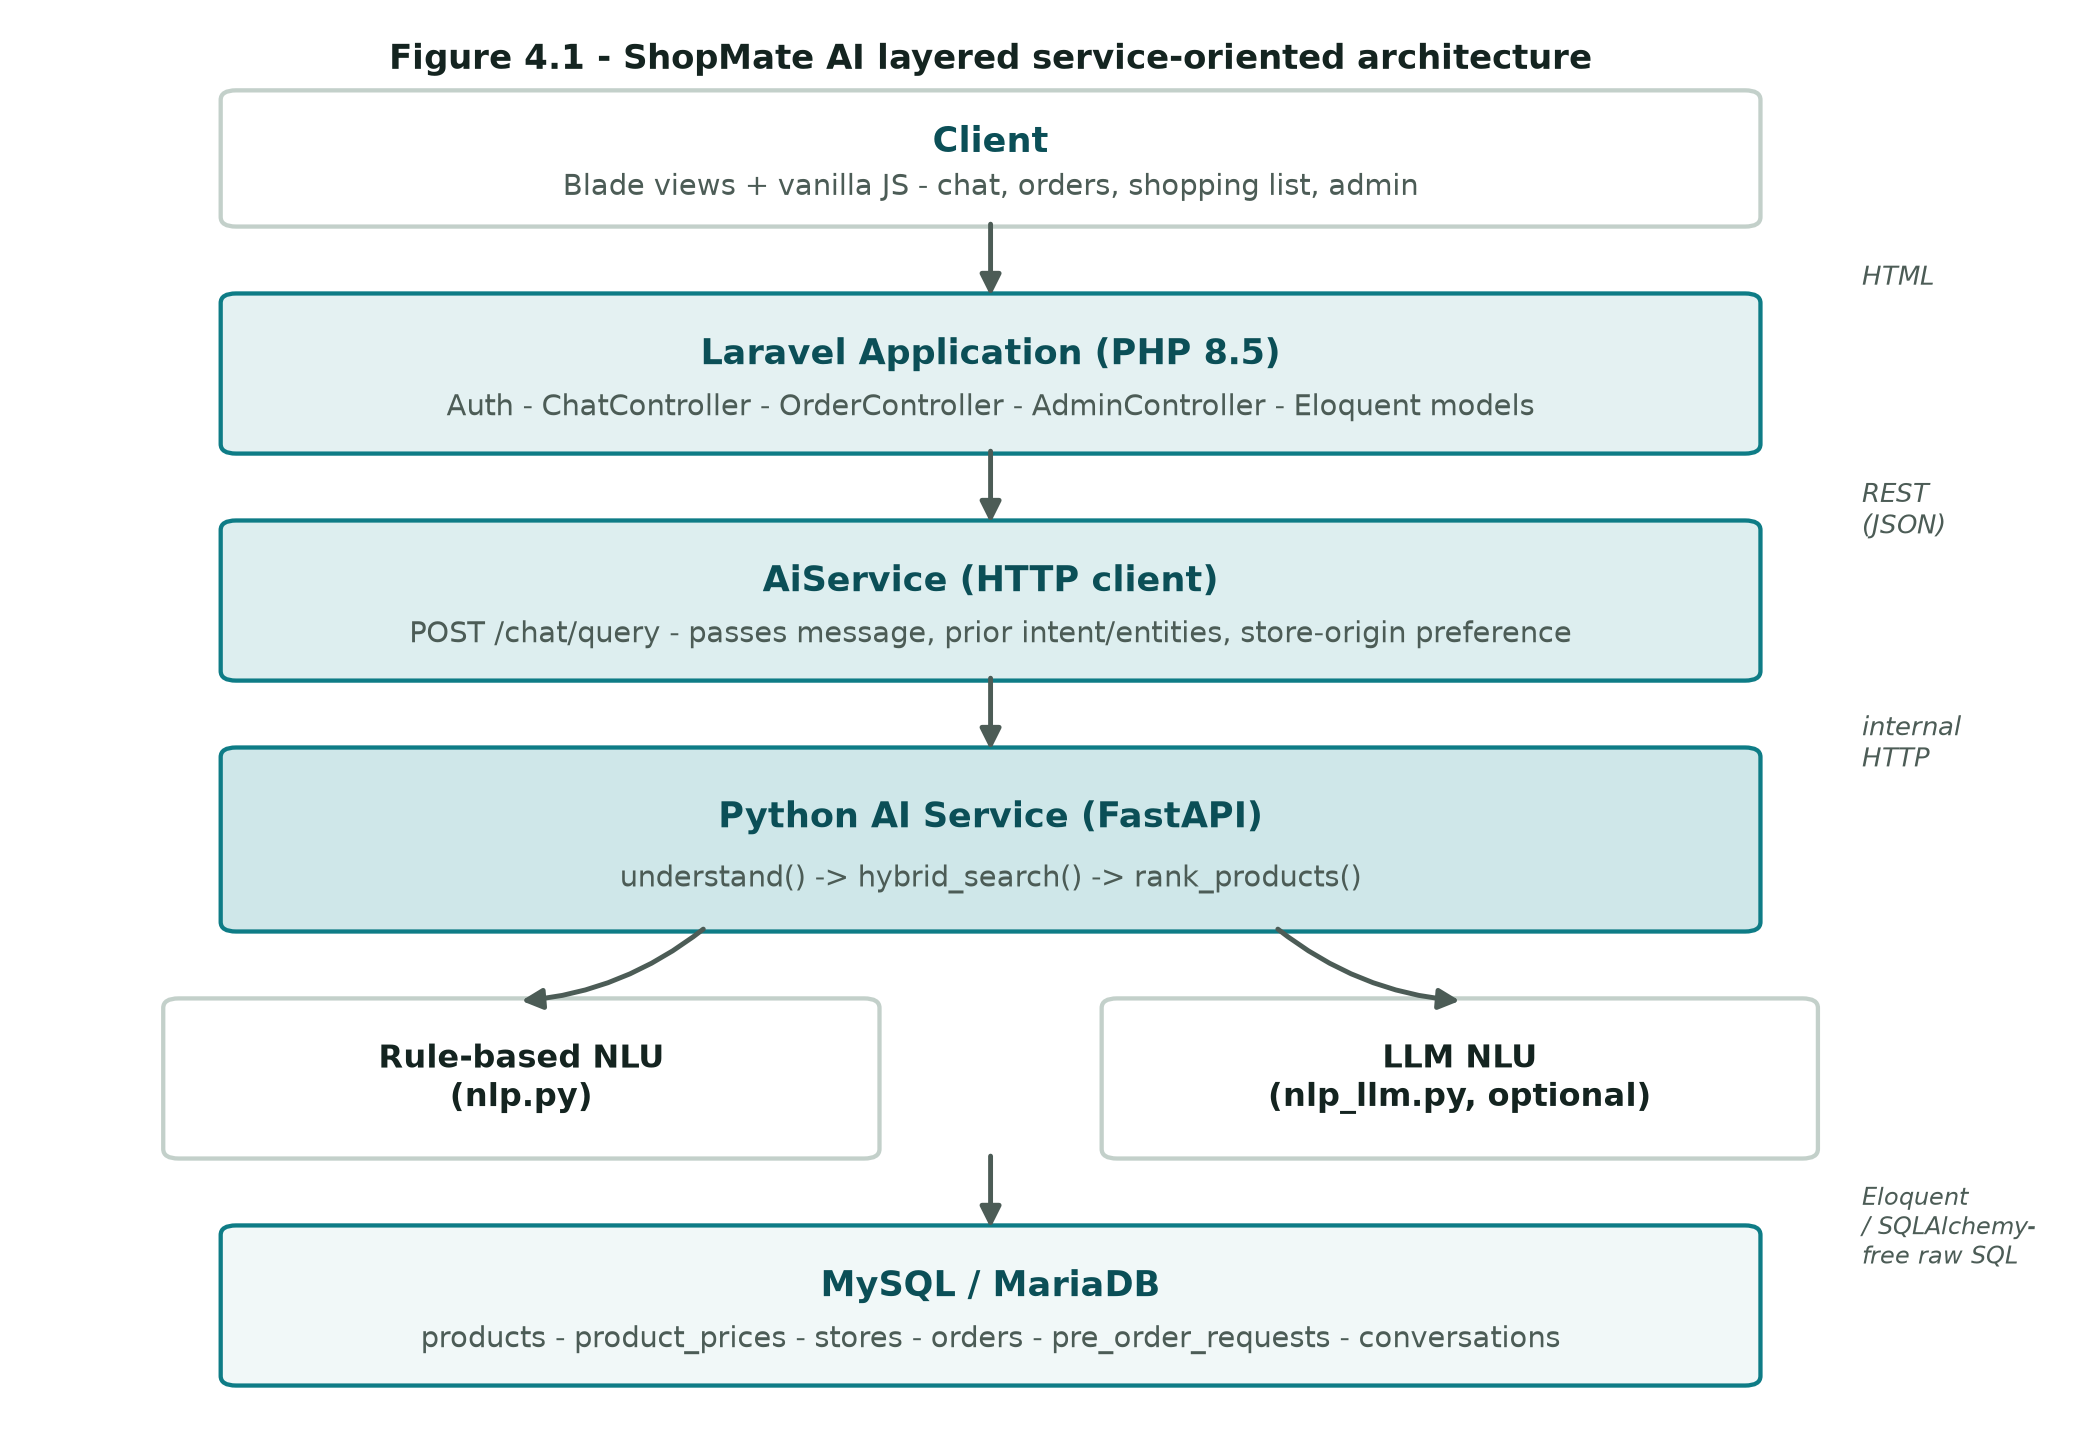 Figure 4.1 - ShopMate AI layered service-oriented architecture
Client
Blade views + vanilla JS - chat, orders, shopping list, admin
HTML
Laravel Application (PHP 8.5)
Auth - ChatController - OrderController - AdminController - Eloquent models
REST
(JSON)
AiService (HTTP client)
POST /chat/query - passes message, prior intent/entities, store-origin preference
internal
HTTP
Python AI Service (FastAPI)
understand() -> hybrid_search() -> rank_products()
Rule-based NLU
(nlp.py)
LLM NLU
(nlp_llm.py, optional)
Eloquent
/ SQLAlchemy-
free raw SQL
MySQL / MariaDB
products - product_prices - stores - orders - pre_order_requests - conversations